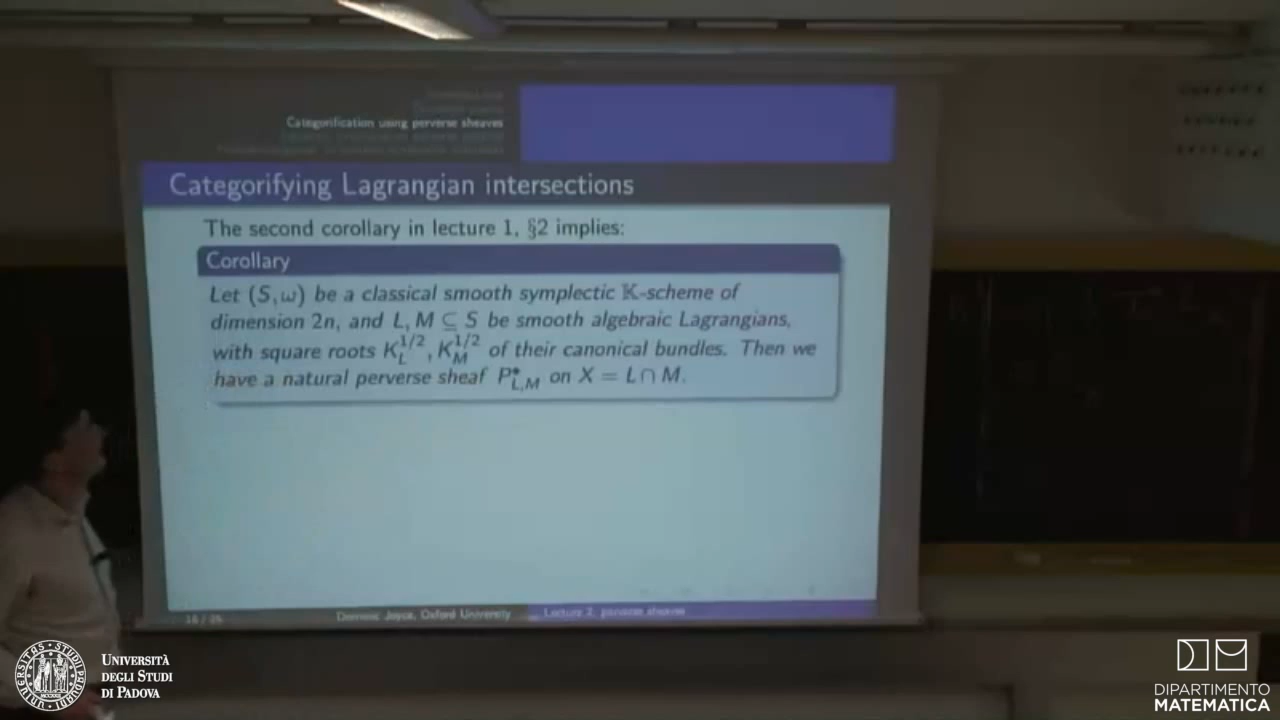 Categorification using perverse sheaves
Categorifying Lagrangian intersections
The second corollary in lecture 1, §2 implies:
Corollary
Let (S,ω) be a classical smooth symplectic 𝕂-scheme of
dimension 2n, and L, M ⊆ S be smooth algebraic Lagrangians,
with square roots K_L^{1/2}, K_M^{1/2} of their canonical bundles. Then we
have a natural perverse sheaf P^•_{L,M} on X = L ∩ M.
Dominic Joyce, Oxford University
Lecture 2: perverse sheaves
UNIVERSITÀ
DEGLI STUDI
DI PADOVA
DIPARTIMENTO
MATEMATICA